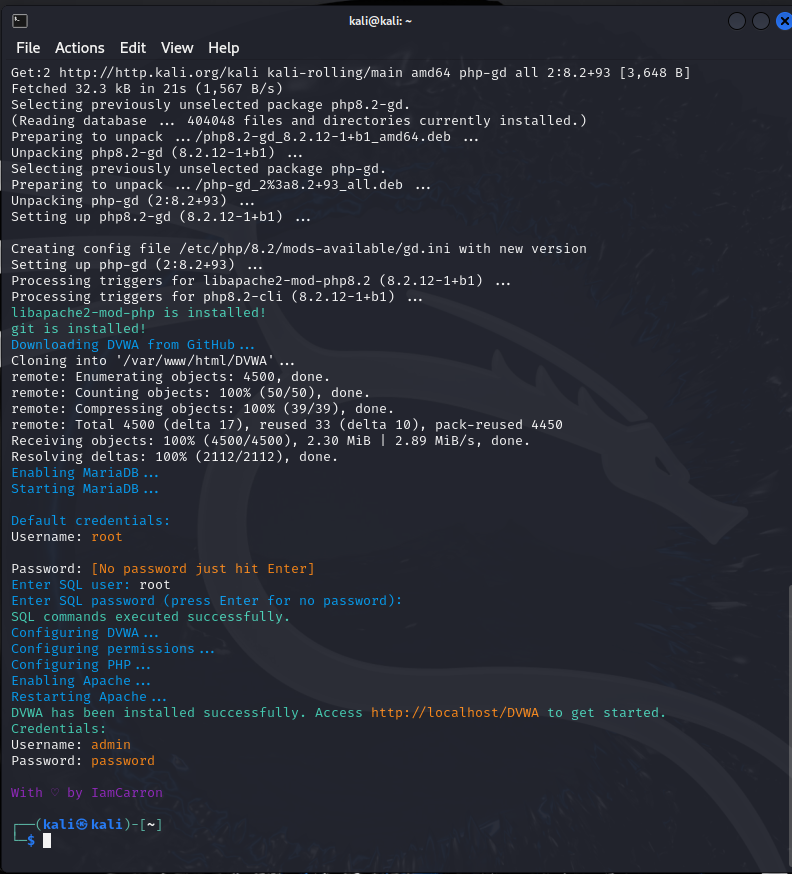 kali@kali: ~
File Actions Edit View Help
Get:2 http://http.kali.org/kali kali-rolling/main amd64 php-gd all 2:8.2+93 [3,648 B]
Fetched 32.3 kB in 21s (1,567 B/s)
Selecting previously unselected package php8.2-gd.
(Reading database ... 404048 files and directories currently installed.)
Preparing to unpack .../php8.2-gd_8.2.12-1+b1_amd64.deb ...
Unpacking php8.2-gd (8.2.12-1+b1) ...
Selecting previously unselected package php-gd.
Preparing to unpack .../php-gd_2%3a8.2+93_all.deb ...
Unpacking php-gd (2:8.2+93) ...
Setting up php8.2-gd (8.2.12-1+b1) ...
Creating config file /etc/php/8.2/mods-available/gd.ini with new version
Setting up php-gd (2:8.2+93) ...
Processing triggers for libapache2-mod-php8.2 (8.2.12-1+b1) ...
Processing triggers for php8.2-cli (8.2.12-1+b1) ...
libapache2-mod-php is installed!
git is installed!
Downloading DVWA from GitHub...
Cloning into '/var/www/html/DVWA'...
remote: Enumerating objects: 4500, done.
remote: Counting objects: 100% (50/50), done.
remote: Compressing objects: 100% (39/39), done.
remote: Total 4500 (delta 17), reused 33 (delta 10), pack-reused 4450
Receiving objects: 100% (4500/4500), 2.30 MiB | 2.89 MiB/s, done.
Resolving deltas: 100% (2112/2112), done.
Enabling MariaDB...
Starting MariaDB...
Default credentials:
Username: root
Password: [No password just hit Enter]
Enter SQL user: root
Enter SQL password (press Enter for no password):
SQL commands executed successfully.
Configuring DVWA...
Configuring permissions...
Configuring PHP...
Enabling Apache...
Restarting Apache...
DVWA has been installed successfully. Access http://localhost/DVWA to get started.
Credentials:
Username: admin
Password: password
With ♡ by IamCarron
┌──(kali㉿kali)-[~]
└─$